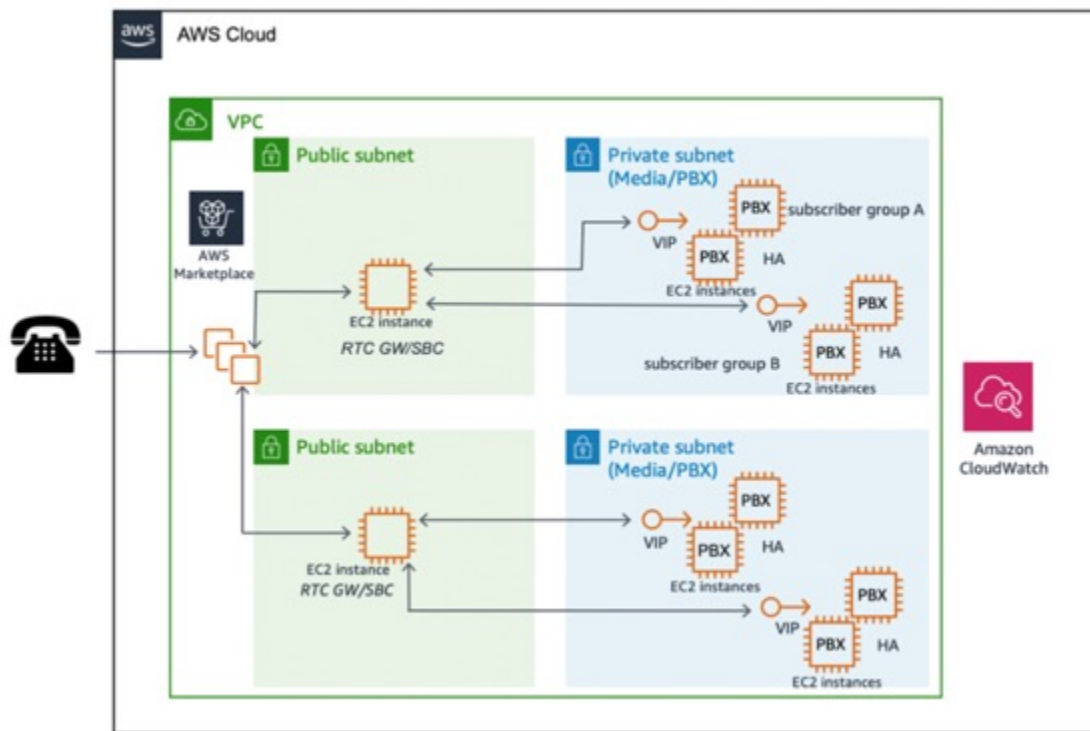 aws
AWS Cloud
VPC
Public subnet
Private subnet
(Media/PBX)
PBX
subscriber group A
AWS
Marketplace
VIP
PBX
HA
EC2 instances
EC2 instance
RTC GW/SBC
PBX
VIP
PBX
HA
subscriber group B
EC2 instances
Public subnet
Private subnet
(Media/PBX)
Amazon
CloudWatch
PBX
VIP
PBX
HA
EC2 instance
RTC GW/SBC
EC2 instances
PBX
VIP
PBX
HA
EC2 instances